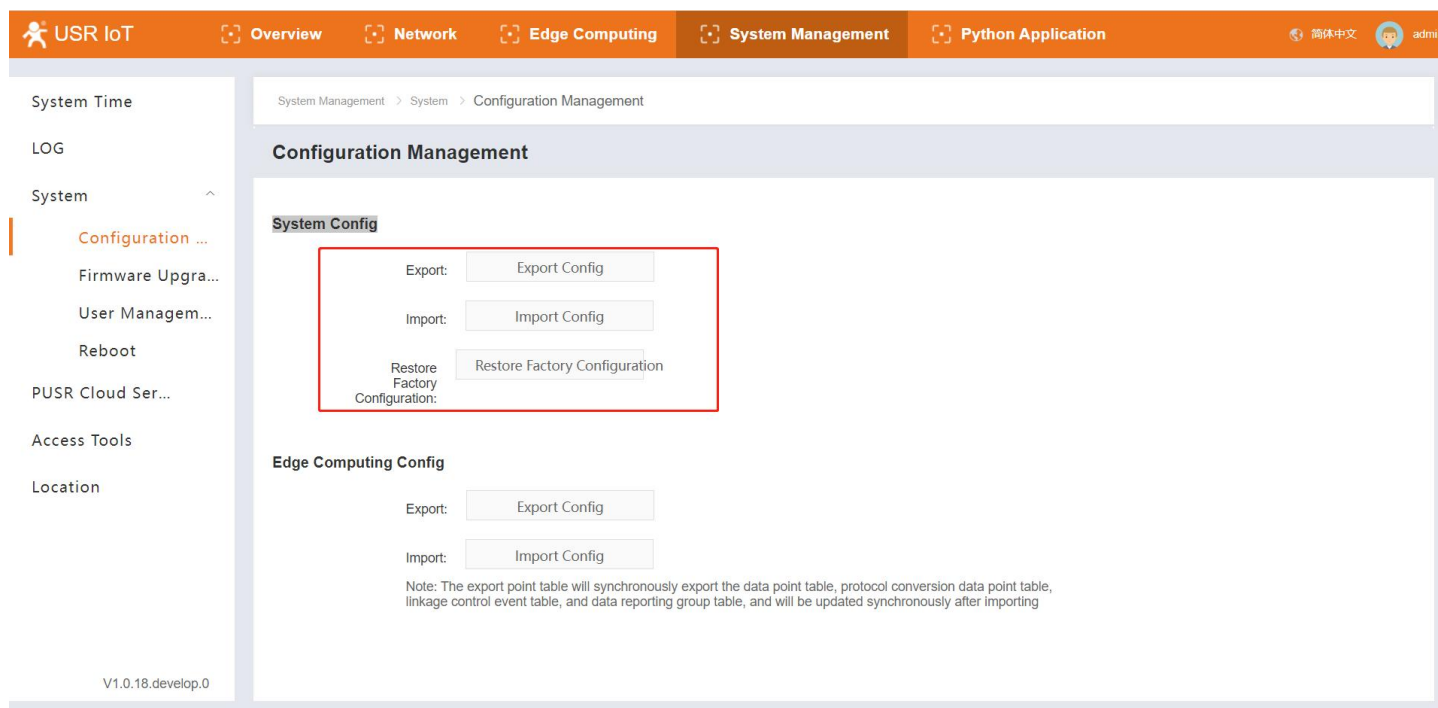 USR IoT Overview Network Edge Computing System Management Python Application 简体中文 admi
System Time
LOG
System
Configuration ...
Firmware Upgra...
User Managem...
Reboot
PUSR Cloud Ser...
Access Tools
Location
V1.0.18.develop.0
System Management > System > Configuration Management
Configuration Management
System Config
Export: Export Config
Import: Import Config
Restore Factory Configuration
Restore
Factory
Configuration:
Edge Computing Config
Export: Export Config
Import: Import Config
Note: The export point table will synchronously export the data point table, protocol conversion data point table,
linkage control event table, and data reporting group table, and will be updated synchronously after importing